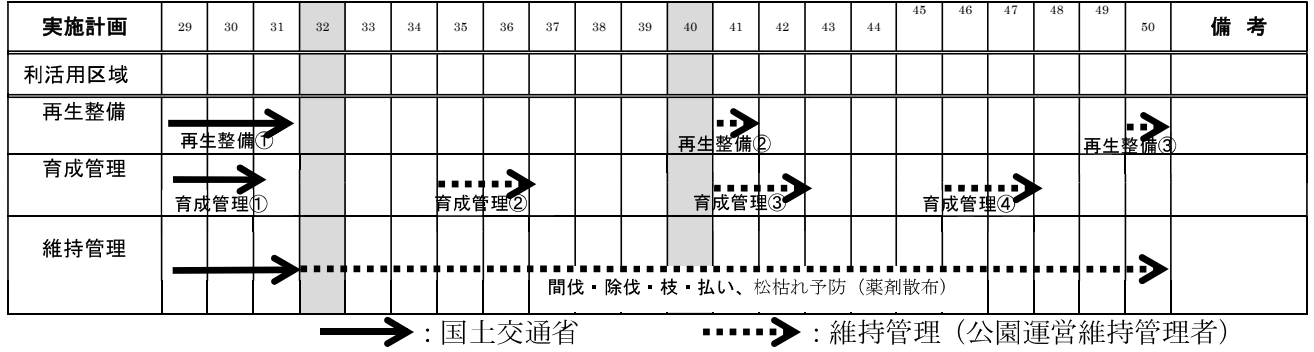 実施計画 29 30 31 32 33 34 35 36 37 38 39 40 41 42 43 44 45 46 47 48 49 50 備 考
利活用区域
再生整備
再生整備① 再生整備② 再生整備③
育成管理
育成管理① 育成管理② 育成管理③ 育成管理④
維持管理
間伐・除伐・枝・払い、松枯れ予防（薬剤散布）
：国土交通省 ：維持管理（公園運営維持管理者）